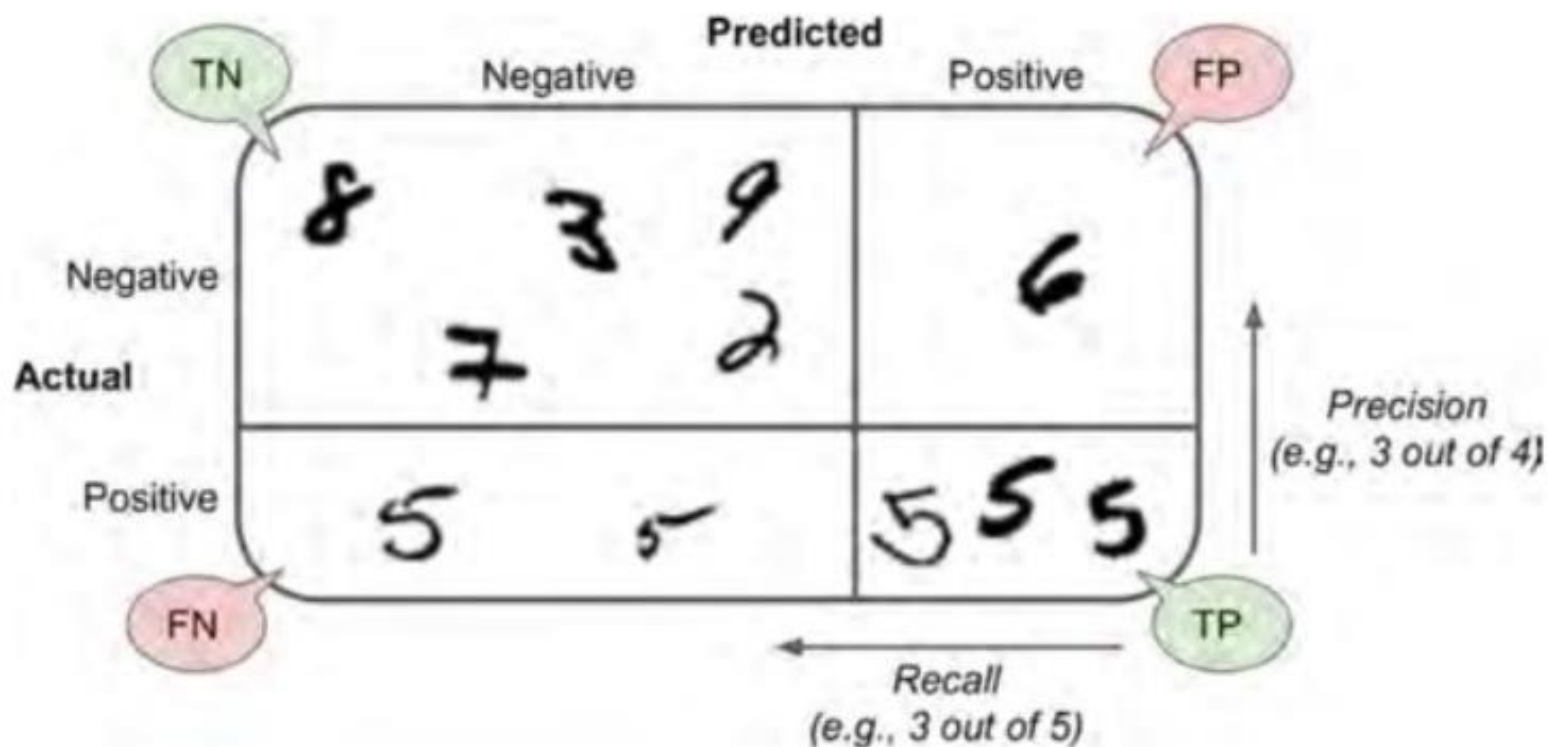 Predicted
TN Negative Positive FP
8 3 9
6
Negative
7 2
Actual
Precision
(e.g., 3 out of 4)
Positive
5 5 5 5 5
FN TP
Recall
(e.g., 3 out of 5)